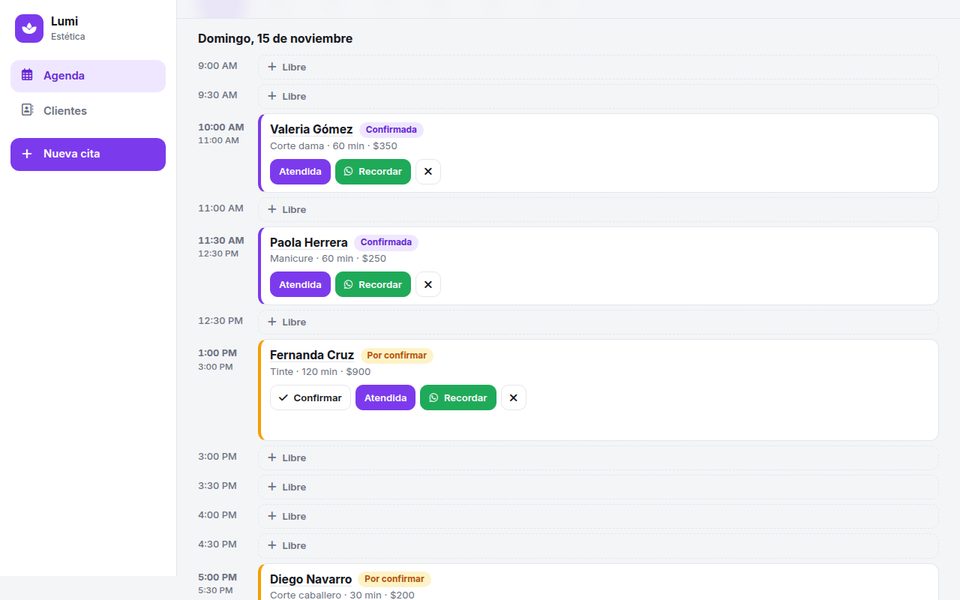 Lumi
Estética
Agenda
Clientes
Nueva cita
Domingo, 15 de noviembre
9:00 AM Libre
9:30 AM Libre
10:00 AM Valeria Gómez Confirmada
11:00 AM Corte dama · 60 min · $350
Atendida Recordar
11:00 AM Libre
11:30 AM Paola Herrera Confirmada
12:30 PM Manicure · 60 min · $250
Atendida Recordar
12:30 PM Libre
1:00 PM Fernanda Cruz Por confirmar
3:00 PM Tinte · 120 min · $900
Confirmar Atendida Recordar
3:00 PM Libre
3:30 PM Libre
4:00 PM Libre
4:30 PM Libre
5:00 PM Diego Navarro Por confirmar
5:30 PM Corte caballero · 30 min · $200